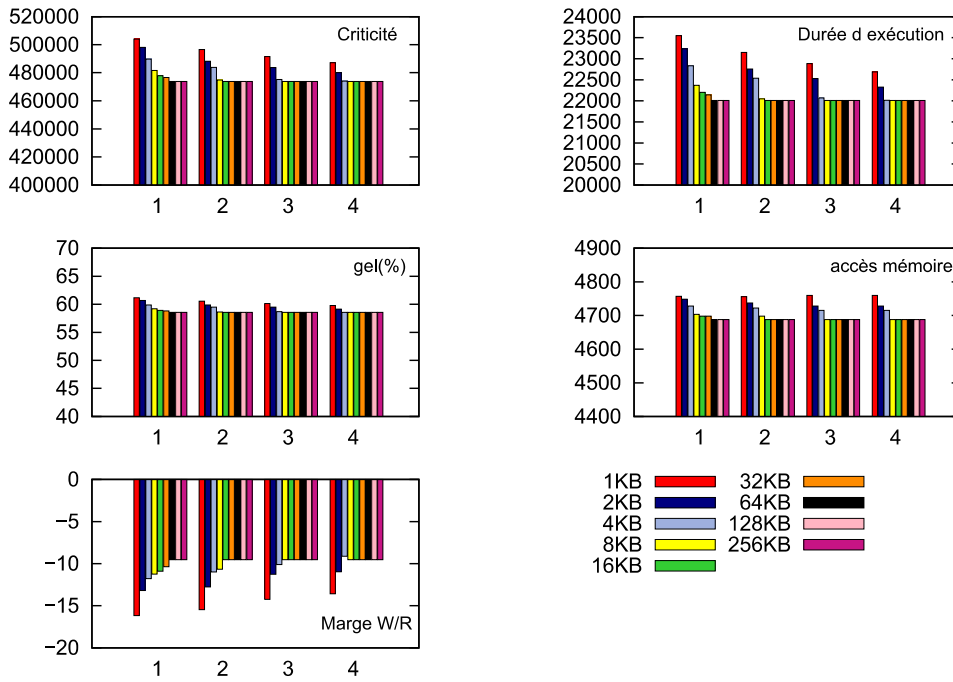 520000
500000
480000
460000
440000
420000
400000
Criticité
1 2 3 4
24000
23500
23000
22500
22000
21500
21000
20500
20000
Durée d exécution
1 2 3 4
70
65
60
55
50
45
40
gel(%)
1 2 3 4
4900
4800
4700
4600
4500
4400
accès mémoire
1 2 3 4
0
−5
−10
−15
−20
Marge W/R
1 2 3 4
1KB
2KB
4KB
8KB
16KB
32KB
64KB
128KB
256KB